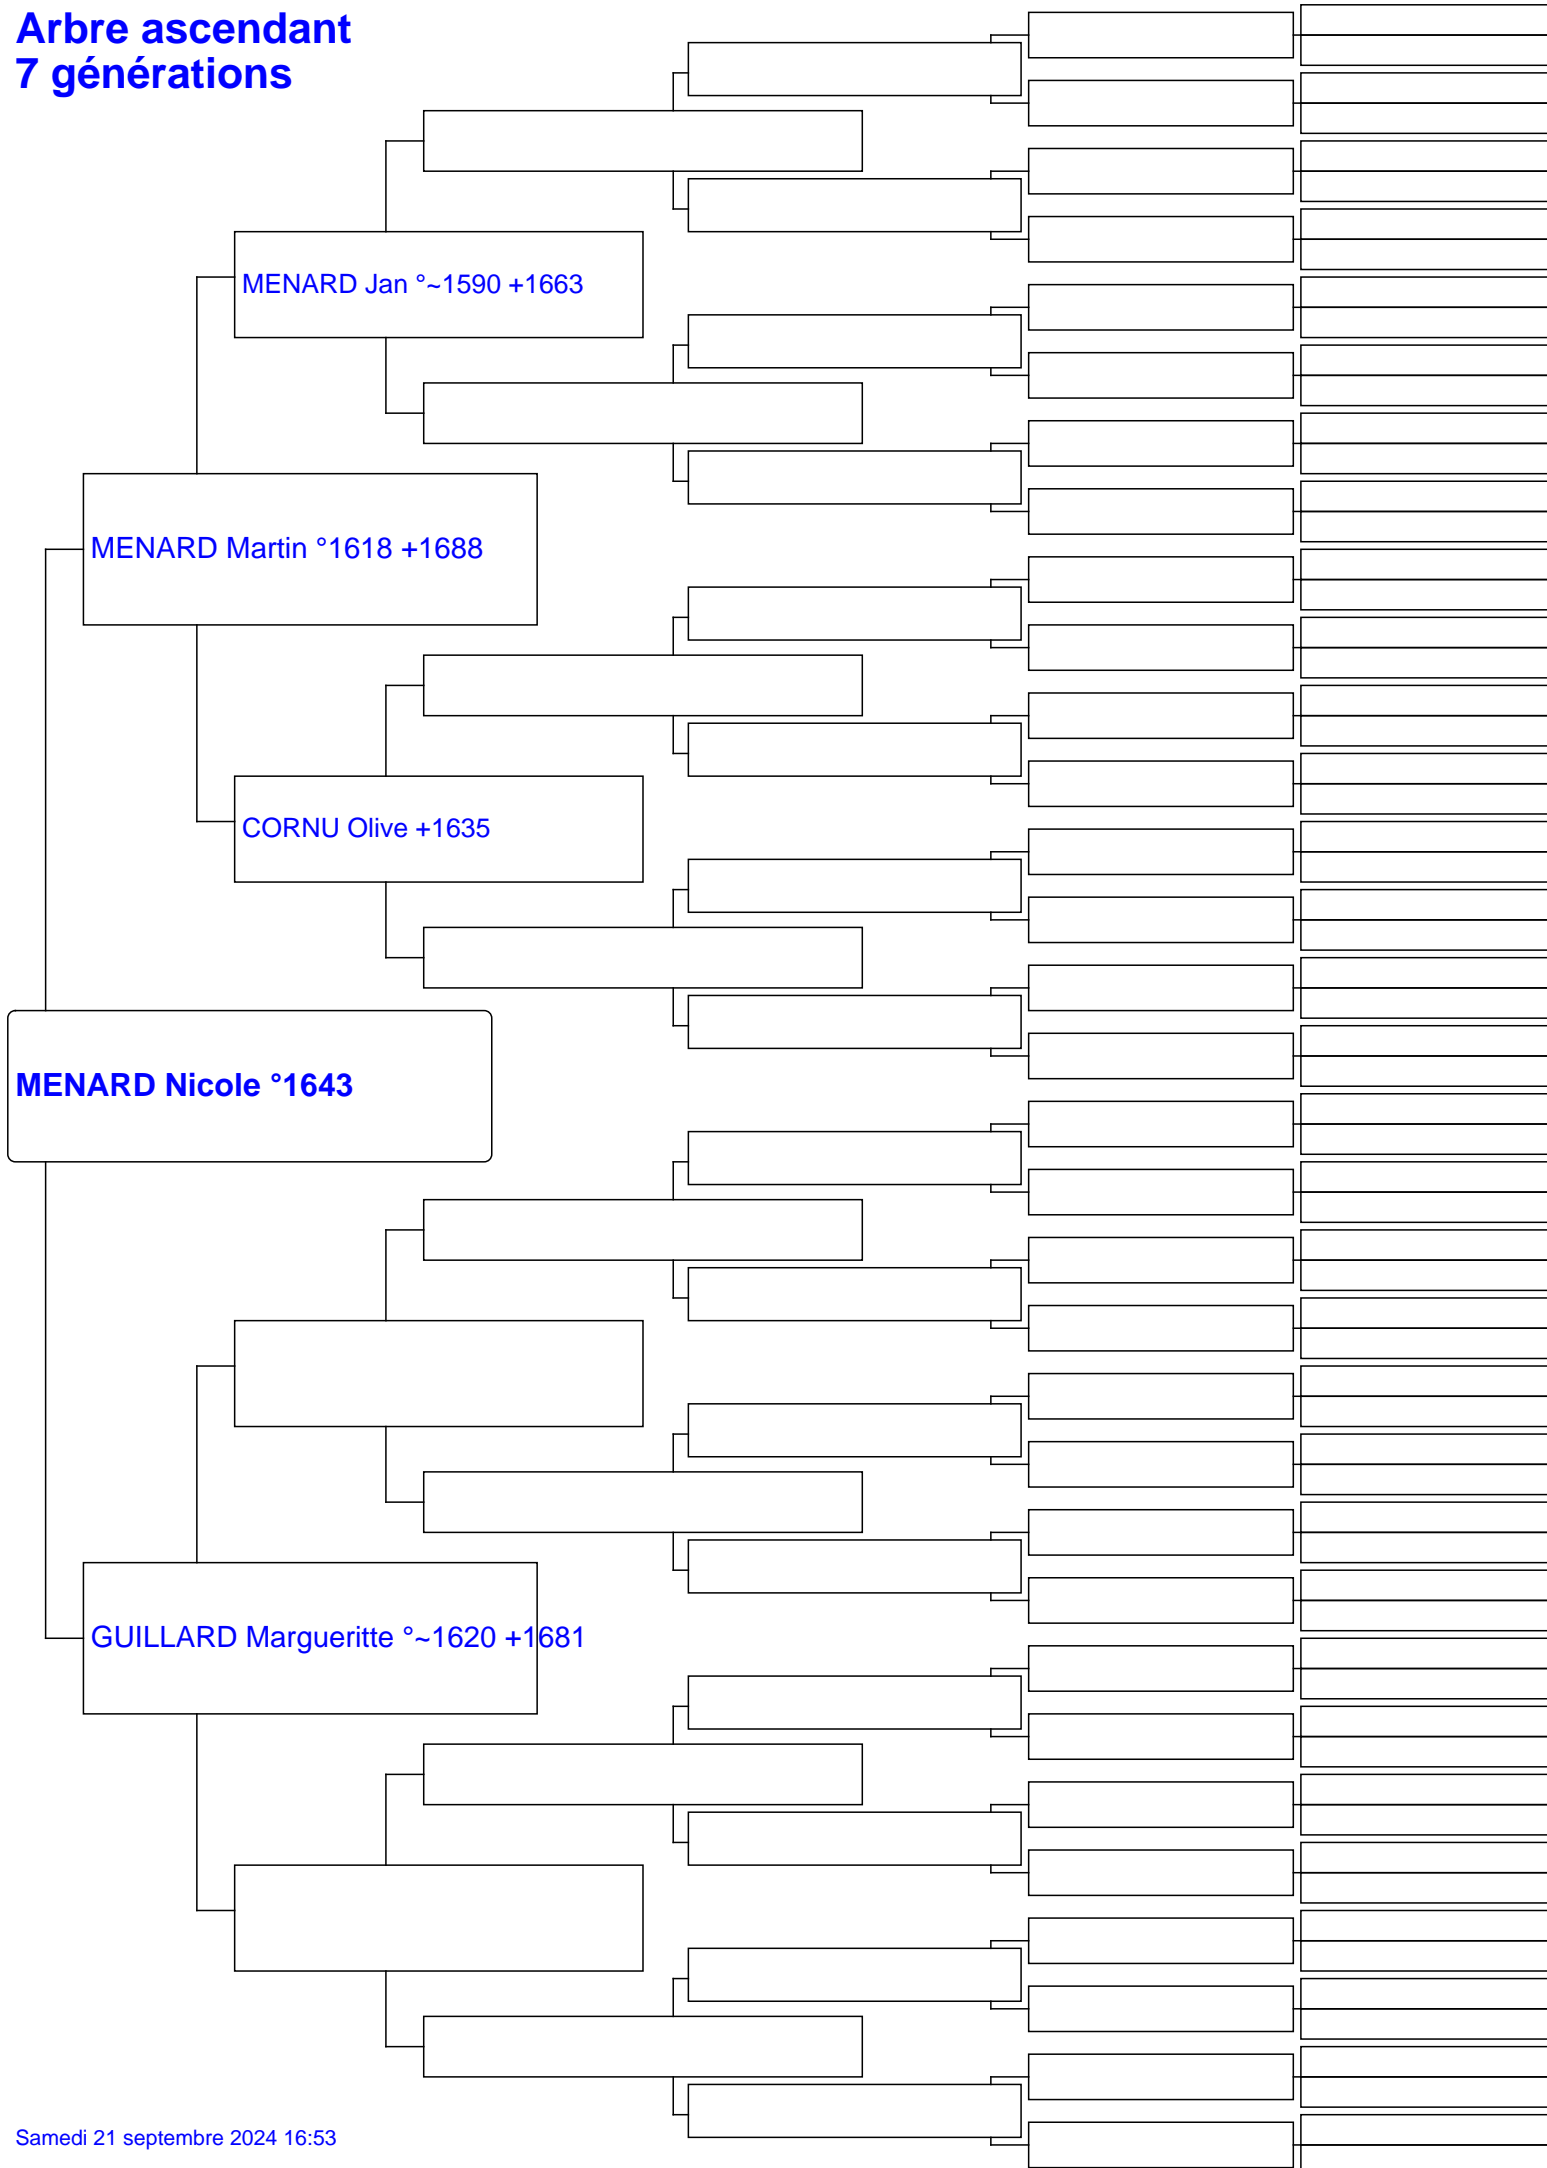 Arbre ascendant
7 générations
MENARD Jan °~1590 +1663
MENARD Martin °1618 +1688
CORNU Olive +1635
MENARD Nicole °1643
GUILLARD Margueritte °~1620 +1681
Samedi 21 septembre 2024 16:53